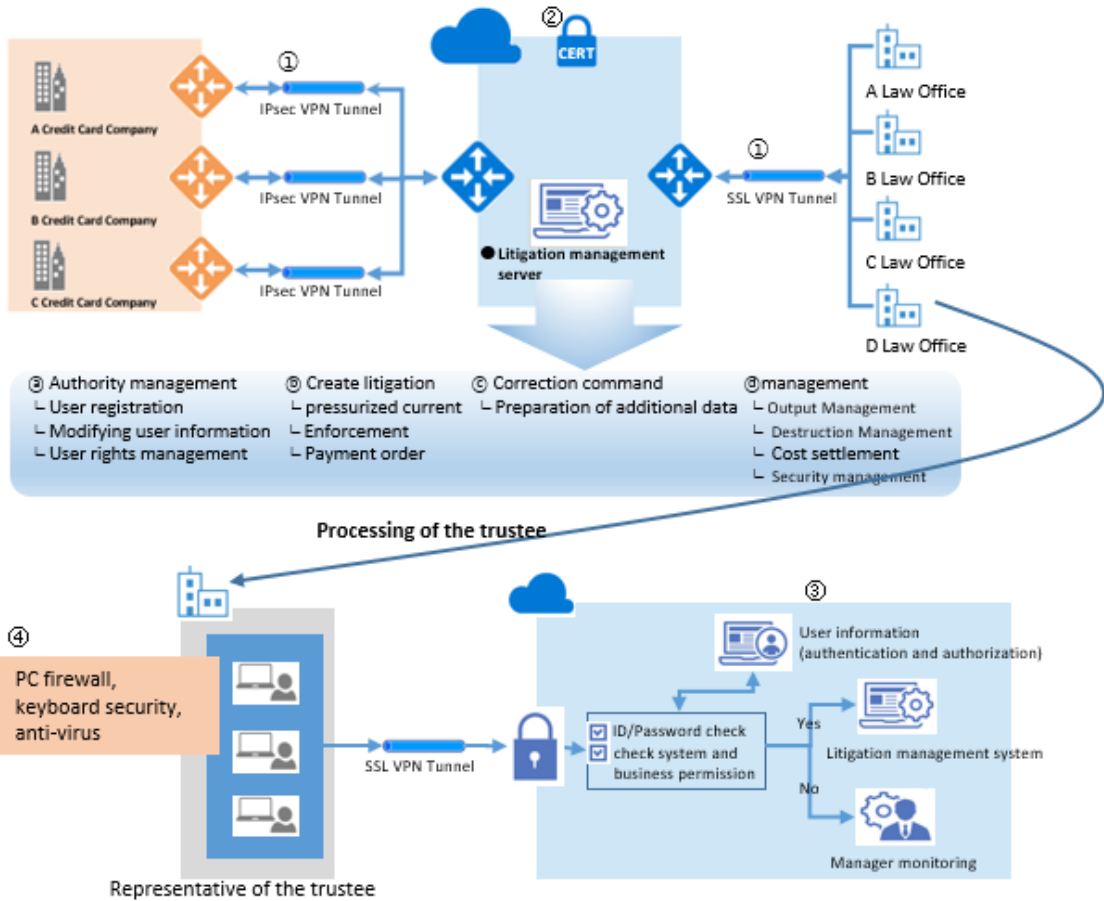 ②
CERT
①
IPsec VPN Tunnel
A Credit Card Company
IPsec VPN Tunnel
B Credit Card Company
IPsec VPN Tunnel
C Credit Card Company
● Litigation management
server
①
SSL VPN Tunnel
A Law Office
B Law Office
C Law Office
D Law Office
ⓐ Authority management
└ User registration
└ Modifying user information
└ User rights management
ⓑ Create litigation
└ pressurized current
└ Enforcement
└ Payment order
ⓒ Correction command
└ Preparation of additional data
ⓓmanagement
└ Output Management
└ Destruction Management
└ Cost settlement
└ Security management
Processing of the trustee
④
PC firewall,
keyboard security,
anti-virus
Representative of the trustee
SSL VPN Tunnel
③
User information
(authentication and authorization)
ID/Password check
check system and
business permission
Yes
Litigation management system
No
Manager monitoring